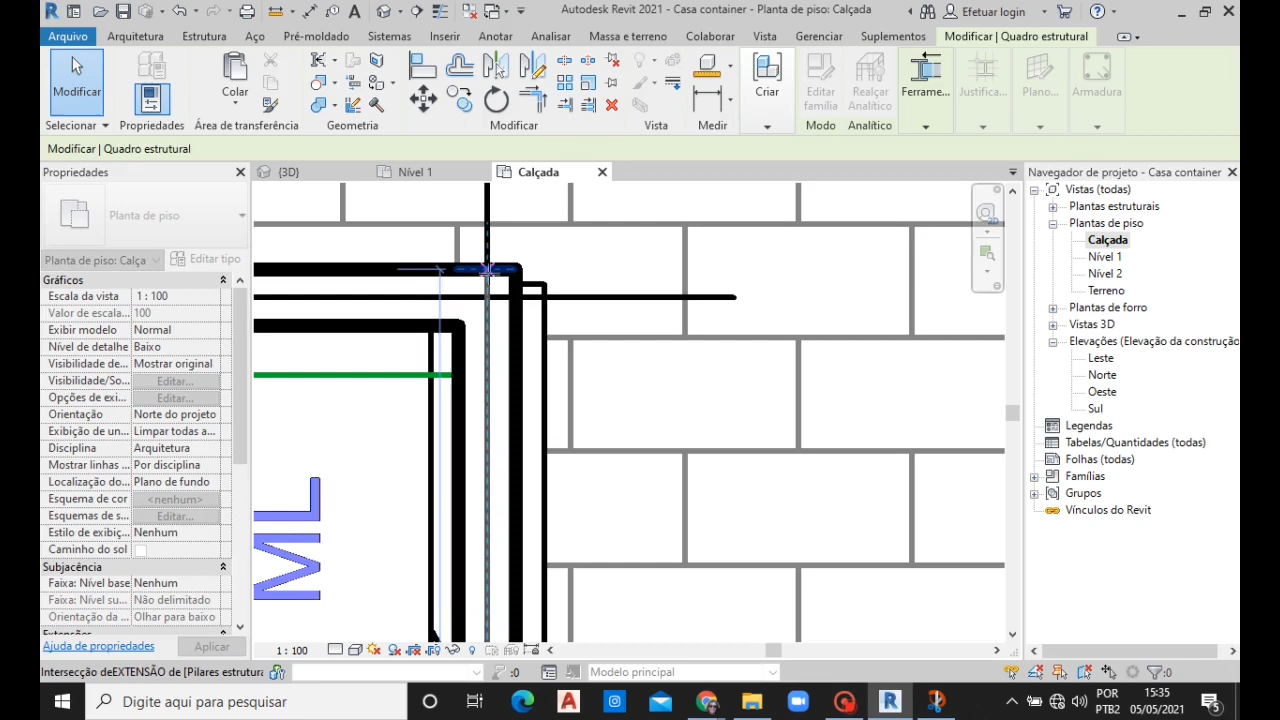 Autodesk Revit 2021 - Casa container - Planta de piso: Calçada
Efetuar login
Arquivo Arquitetura Estrutura Aço Pré-moldado Sistemas Inserir Anotar Analisar Massa e terreno Colaborar Vista Gerenciar Suplementos Modificar | Quadro estrutural
Modificar Colar Criar Editar família Realçar Analítico Ferrame... Justifica... Plano... Armadura
Selecionar Propriedades Área de transferência Geometria Modificar Vista Medir Modo Analítico
Modificar | Quadro estrutural
Propriedades
{3D} Nível 1 Calçada
Navegador de projeto - Casa container
Planta de piso
Planta de piso: Calça Editar tipo
Gráficos
Escala da vista 1 : 100
Valor de escala... 100
Exibir modelo Normal
Nível de detalhe Baixo
Visibilidade de... Mostrar original
Visibilidade/So... Editar...
Opções de exi... Editar...
Orientação Norte do projeto
Exibição de un... Limpar todas a...
Disciplina Arquitetura
Mostrar linhas ... Por disciplina
Localização do... Plano de fundo
Esquema de cor <nenhum>
Esquemas de s... Editar...
Estilo de exibiç... Nenhum
Caminho do sol
Subjacência
Faixa: Nível base Nenhum
Faixa: Nível su... Não delimitado
Orientação da ... Olhar para baixo
Extensões
Ajuda de propriedades Aplicar
ML
2D
Vistas (todas)
Plantas estruturais
Plantas de piso
Calçada
Nível 1
Nível 2
Terreno
Plantas de forro
Vistas 3D
Elevações (Elevação da construção
Leste
Norte
Oeste
Sul
Legendas
Tabelas/Quantidades (todas)
Folhas (todas)
Famílias
Grupos
Vínculos do Revit
1 : 100
Intersecção deEXTENSÃO de [Pilares estrutura :0 Modelo principal :0
Digite aqui para pesquisar
POR
PTB2
15:35
05/05/2021
5